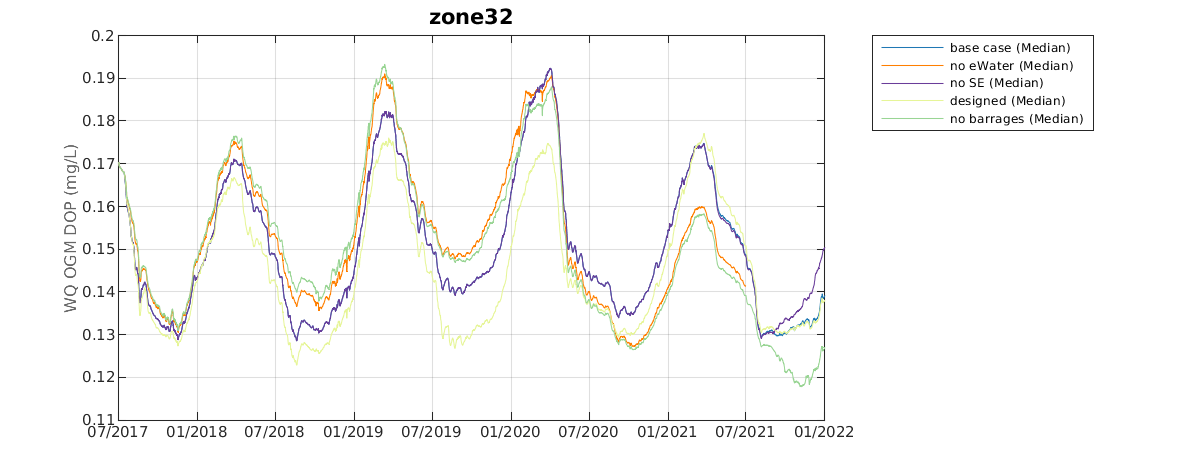 zone32
WQ OGM DOP (mg/L)
0.2
0.19
0.18
0.17
0.16
0.15
0.14
0.13
0.12
0.11
07/2017 01/2018 07/2018 01/2019 07/2019 01/2020 07/2020 01/2021 07/2021 01/2022
base case (Median)
no eWater (Median)
no SE (Median)
designed (Median)
no barrages (Median)